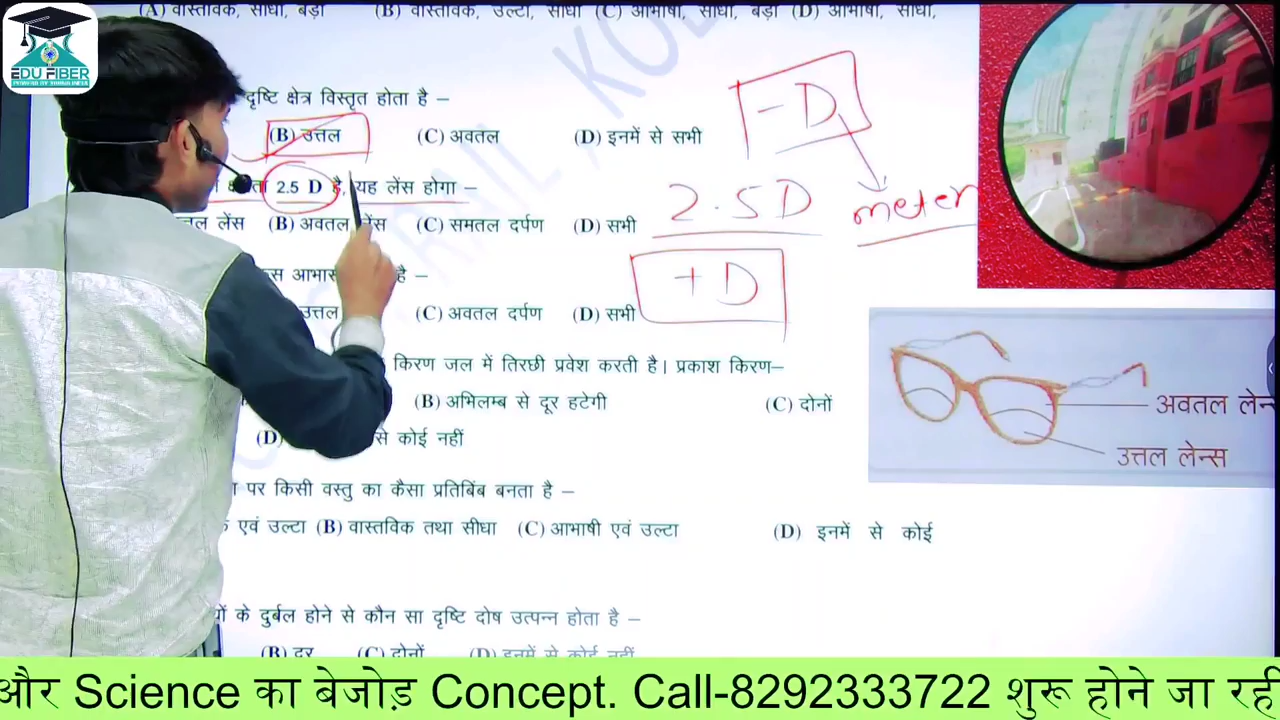 (A) वास्तविक, सीधा, बड़ा (B) वास्तविक, उल्टा, सीधा (C) आभाषी, सीधा, बड़ा (D) आभाषी, सीधा,
EDU FIBER
दृष्टि क्षेत्र विस्तृत होता है –
(B) उत्तल (C) अवतल (D) इनमें से सभी
– D
2.5 D है, यह लेंस होगा –
2.5D
meter
लेंस (B) अवतल लेंस (C) समतल दर्पण (D) सभी
+ D
है –
उत्तल (C) अवतल दर्पण (D) सभी
किरण जल में तिरछी प्रवेश करती है। प्रकाश किरण–
(B) अभिलम्ब से दूर हटेगी (C) दोनों
(D) से कोई नहीं
अवतल लेन्स
उत्तल लेन्स
पर किसी वस्तु का कैसा प्रतिबिंब बनता है –
एवं उल्टा (B) वास्तविक तथा सीधा (C) आभाषी एवं उल्टा (D) इनमें से कोई
के दुर्बल होने से कौन सा दृष्टि दोष उत्पन्न होता है –
(B) दूर (C) दोनों (D) इनमें से कोई नहीं
और Science का बेजोड़ Concept. Call-8292333722 शुरू होने जा रही